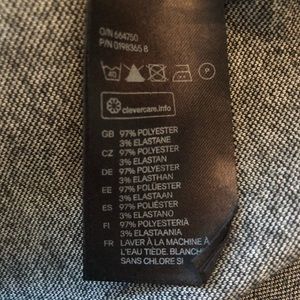 O/N 664750
P/N 0198365 8
40
P
clevercare.info
GB 97% POLYESTER
3% ELASTANE
CZ 97% POLYESTER
3% ELASTAN
DE 97% POLYESTER
3% ELASTHAN
EE 97% POLÜESTER
3% ELASTAAN
ES 97% POLIÉSTER
3% ELASTANO
FI 97% POLYESTERIÄ
3% ELASTAANIA
FR LAVER À LA MACHINE À
L'EAU TIÈDE, BLANCHI
SANS CHLORE SI